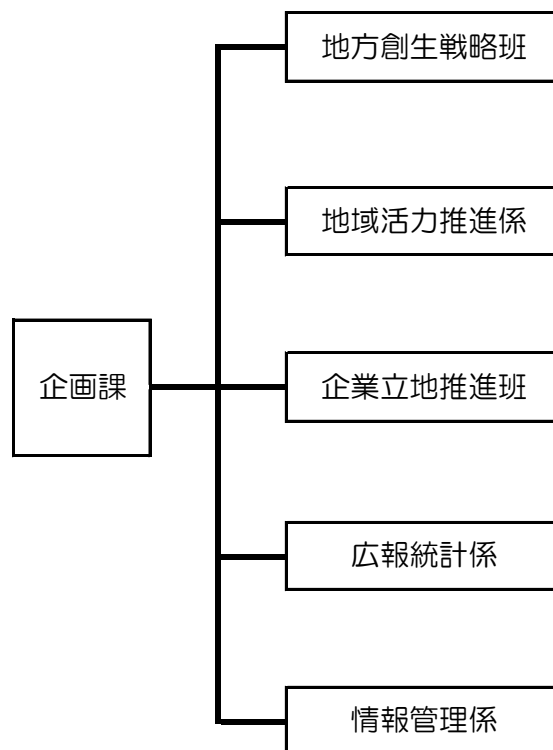 地方創生戦略班
地域活力推進係
企画課
企業立地推進班
広報統計係
情報管理係